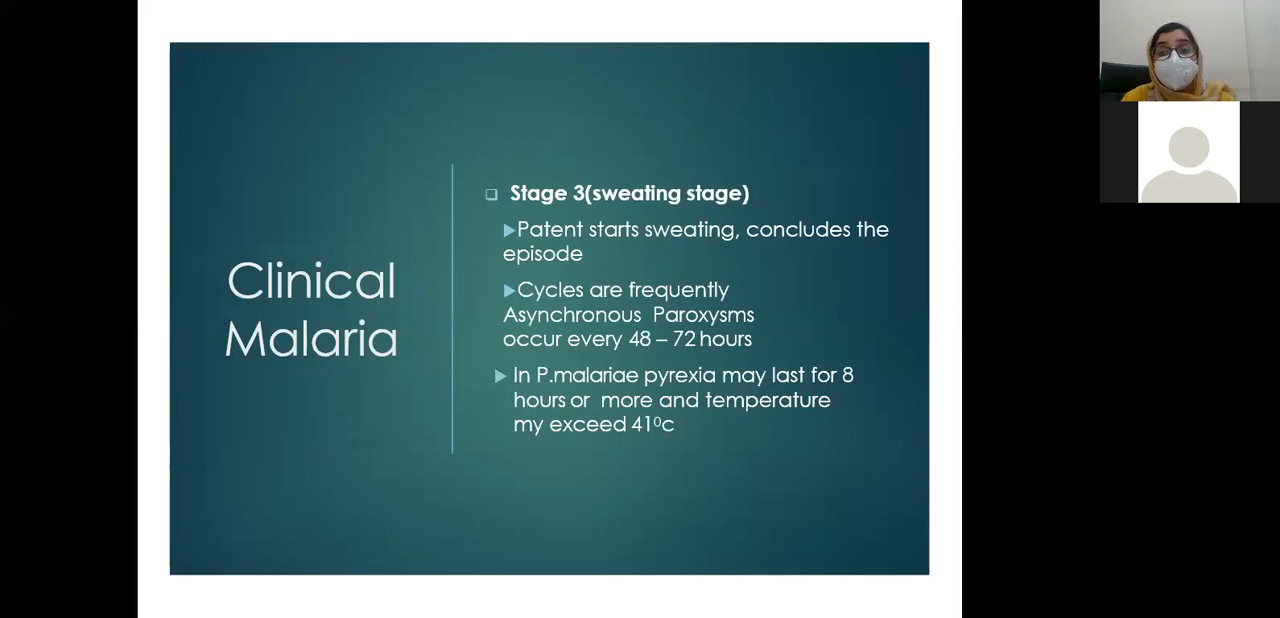 Clinical
Malaria
Stage 3(sweating stage)
Patent starts sweating, concludes the
episode
Cycles are frequently
Asynchronous Paroxysms
occur every 48 – 72 hours
In P.malariae pyrexia may last for 8
hours or more and temperature
my exceed 41⁰c